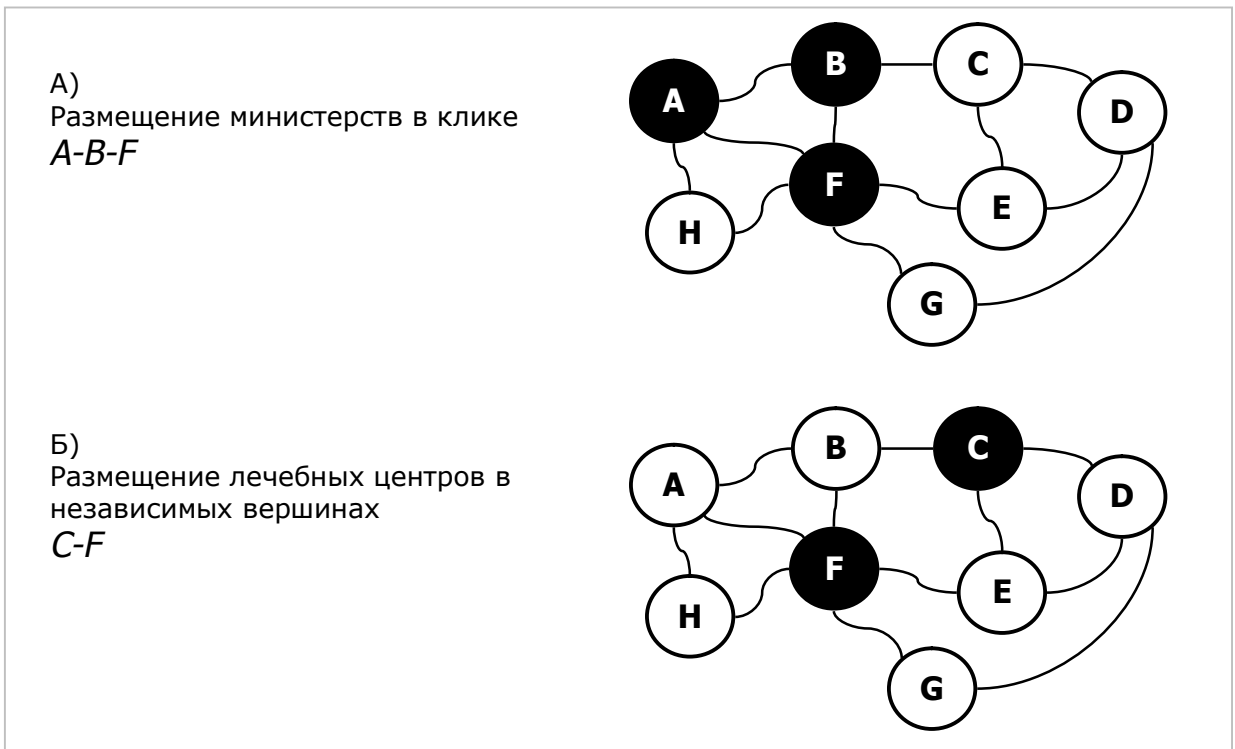 А)
Размещение министерств в клике
A-B-F
A
B
C
D
F
E
H
G
Б)
Размещение лечебных центров в
независимых вершинах
C-F
A
B
C
D
F
E
H
G